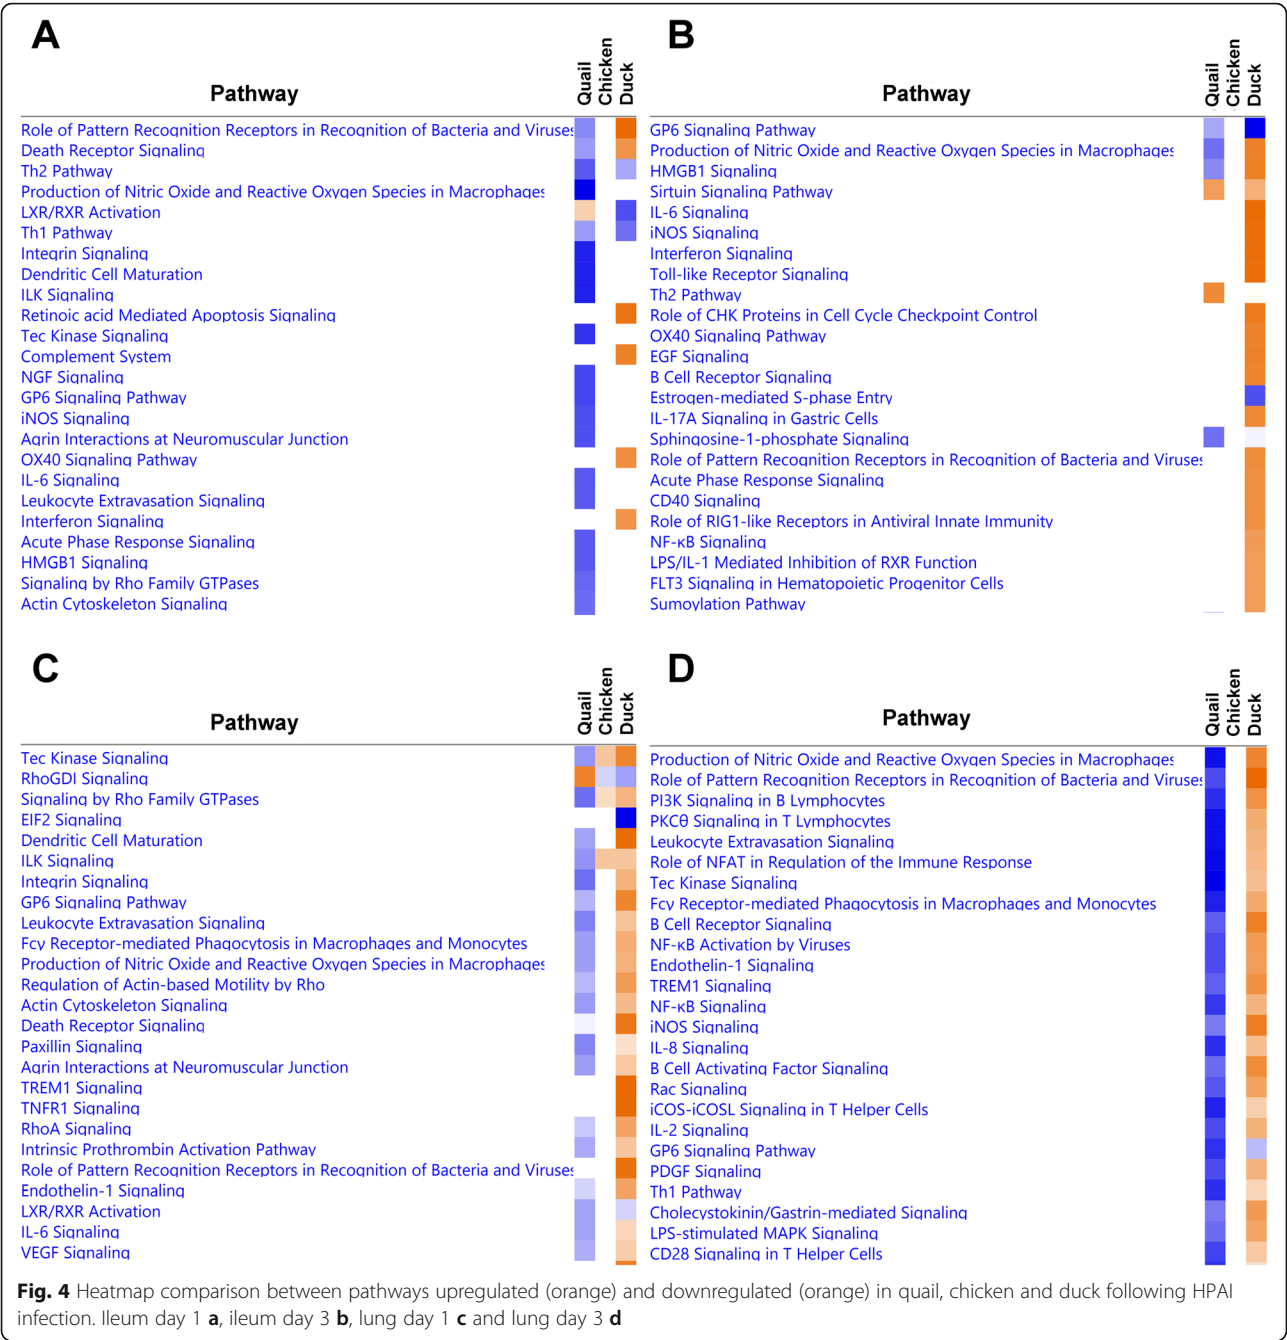 A
Pathway
Quail
Chicken
Duck
Role of Pattern Recognition Receptors in Recognition of Bacteria and Viruses
Death Receptor Signaling
Th2 Pathway
Production of Nitric Oxide and Reactive Oxygen Species in Macrophages
LXR/RXR Activation
Th1 Pathway
Integrin Signaling
Dendritic Cell Maturation
ILK Signaling
Retinoic acid Mediated Apoptosis Signaling
Tec Kinase Signaling
Complement System
NGF Signaling
GP6 Signaling Pathway
iNOS Signaling
Agrin Interactions at Neuromuscular Junction
OX40 Signaling Pathway
IL-6 Signaling
Leukocyte Extravasation Signaling
Interferon Signaling
Acute Phase Response Signaling
HMGB1 Signaling
Signaling by Rho Family GTPases
Actin Cytoskeleton Signaling
B
Pathway
Quail
Chicken
Duck
GP6 Signaling Pathway
Production of Nitric Oxide and Reactive Oxygen Species in Macrophages
HMGB1 Signaling
Sirtuin Signaling Pathway
IL-6 Signaling
iNOS Signaling
Interferon Signaling
Toll-like Receptor Signaling
Th2 Pathway
Role of CHK Proteins in Cell Cycle Checkpoint Control
OX40 Signaling Pathway
EGF Signaling
B Cell Receptor Signaling
Estrogen-mediated S-phase Entry
IL-17A Signaling in Gastric Cells
Sphingosine-1-phosphate Signaling
Role of Pattern Recognition Receptors in Recognition of Bacteria and Viruses
Acute Phase Response Signaling
CD40 Signaling
Role of RIG1-like Receptors in Antiviral Innate Immunity
NF-κB Signaling
LPS/IL-1 Mediated Inhibition of RXR Function
FLT3 Signaling in Hematopoietic Progenitor Cells
Sumoylation Pathway
C
Pathway
Quail
Chicken
Duck
Tec Kinase Signaling
RhoGDI Signaling
Signaling by Rho Family GTPases
EIF2 Signaling
Dendritic Cell Maturation
ILK Signaling
Integrin Signaling
GP6 Signaling Pathway
Leukocyte Extravasation Signaling
Fcγ Receptor-mediated Phagocytosis in Macrophages and Monocytes
Production of Nitric Oxide and Reactive Oxygen Species in Macrophages
Regulation of Actin-based Motility by Rho
Actin Cytoskeleton Signaling
Death Receptor Signaling
Paxillin Signaling
Agrin Interactions at Neuromuscular Junction
TREM1 Signaling
TNFR1 Signaling
RhoA Signaling
Intrinsic Prothrombin Activation Pathway
Role of Pattern Recognition Receptors in Recognition of Bacteria and Viruses
Endothelin-1 Signaling
LXR/RXR Activation
IL-6 Signaling
VEGF Signaling
D
Pathway
Quail
Chicken
Duck
Production of Nitric Oxide and Reactive Oxygen Species in Macrophages
Role of Pattern Recognition Receptors in Recognition of Bacteria and Viruses
PI3K Signaling in B Lymphocytes
PKCθ Signaling in T Lymphocytes
Leukocyte Extravasation Signaling
Role of NFAT in Regulation of the Immune Response
Tec Kinase Signaling
Fcγ Receptor-mediated Phagocytosis in Macrophages and Monocytes
B Cell Receptor Signaling
NF-κB Activation by Viruses
Endothelin-1 Signaling
TREM1 Signaling
NF-κB Signaling
iNOS Signaling
IL-8 Signaling
B Cell Activating Factor Signaling
Rac Signaling
iCOS-iCOSL Signaling in T Helper Cells
IL-2 Signaling
GP6 Signaling Pathway
PDGF Signaling
Th1 Pathway
Cholecystokinin/Gastrin-mediated Signaling
LPS-stimulated MAPK Signaling
CD28 Signaling in T Helper Cells
Fig. 4 Heatmap comparison between pathways upregulated (orange) and downregulated (orange) in quail, chicken and duck following HPAI
infection. Ileum day 1 a, ileum day 3 b, lung day 1 c and lung day 3 d